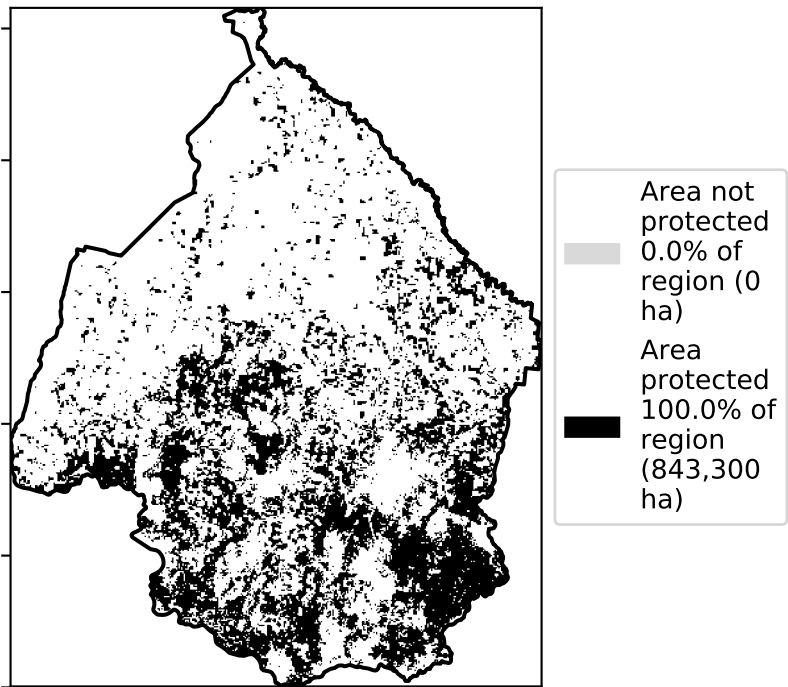 Area not
protected
0.0% of
region (0
ha)
Area
protected
100.0% of
region
(843,300
ha)